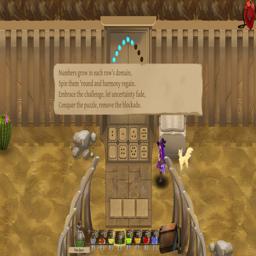 Numbers grow in each row's domain,
Spin them 'round and harmony regain.
Embrace the challenge, let uncertainty fade,
Conquer the puzzle, remove the blockade.